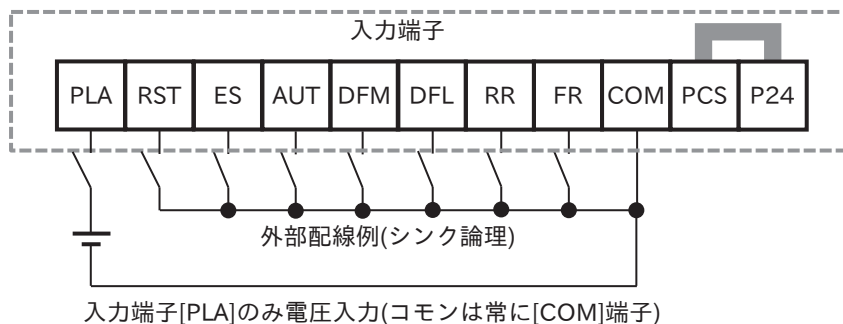 入力端子
PLA RST ES AUT DFM DFL RR FR COM PCS P24
外部配線例(シンク論理)
入力端子[PLA]のみ電圧入力(コモンは常に[COM]端子)